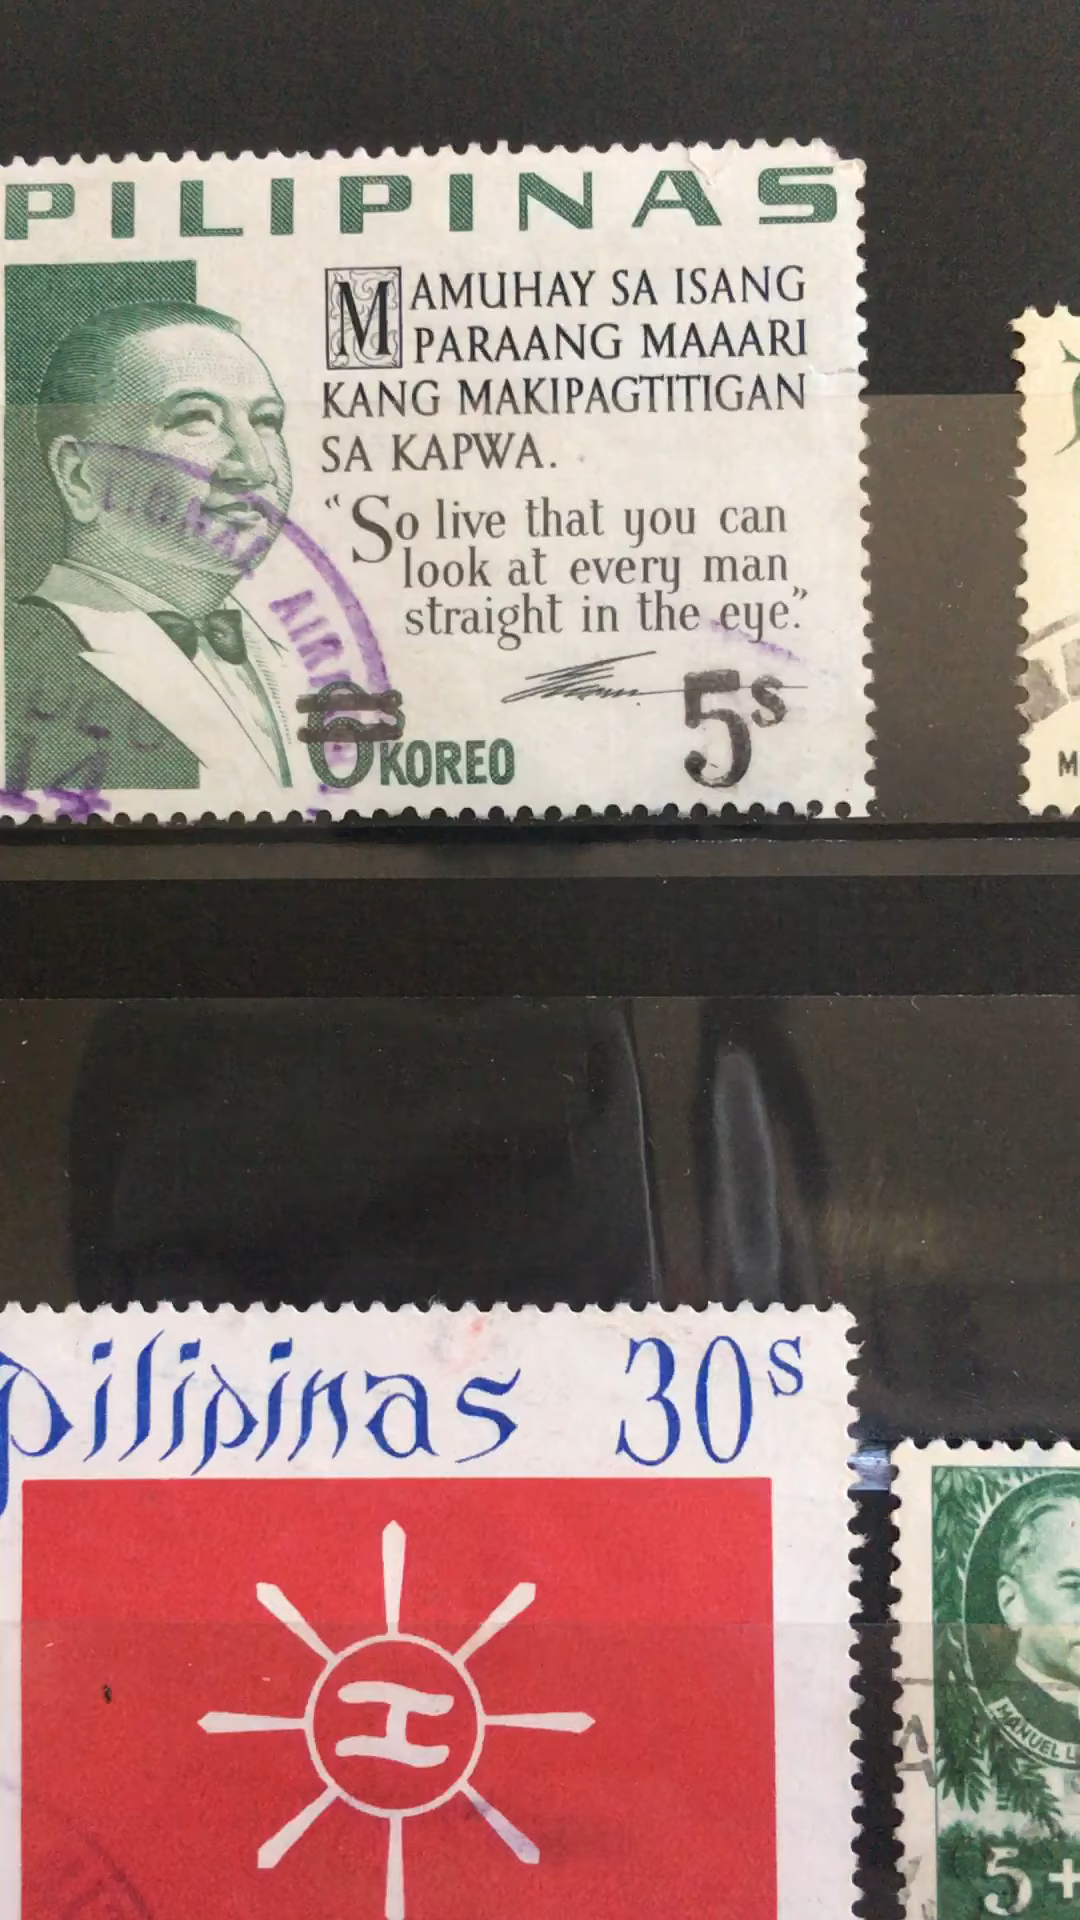 PILIPINAS
MAMUHAY SA ISANG
PARAANG MAAARI
KANG MAKIPAGTITIGAN
SA KAPWA.
“So live that you can
look at every man
straight in the eye.”
6 KOREO
5s
pilipinas 30s
MANUEL L
5+